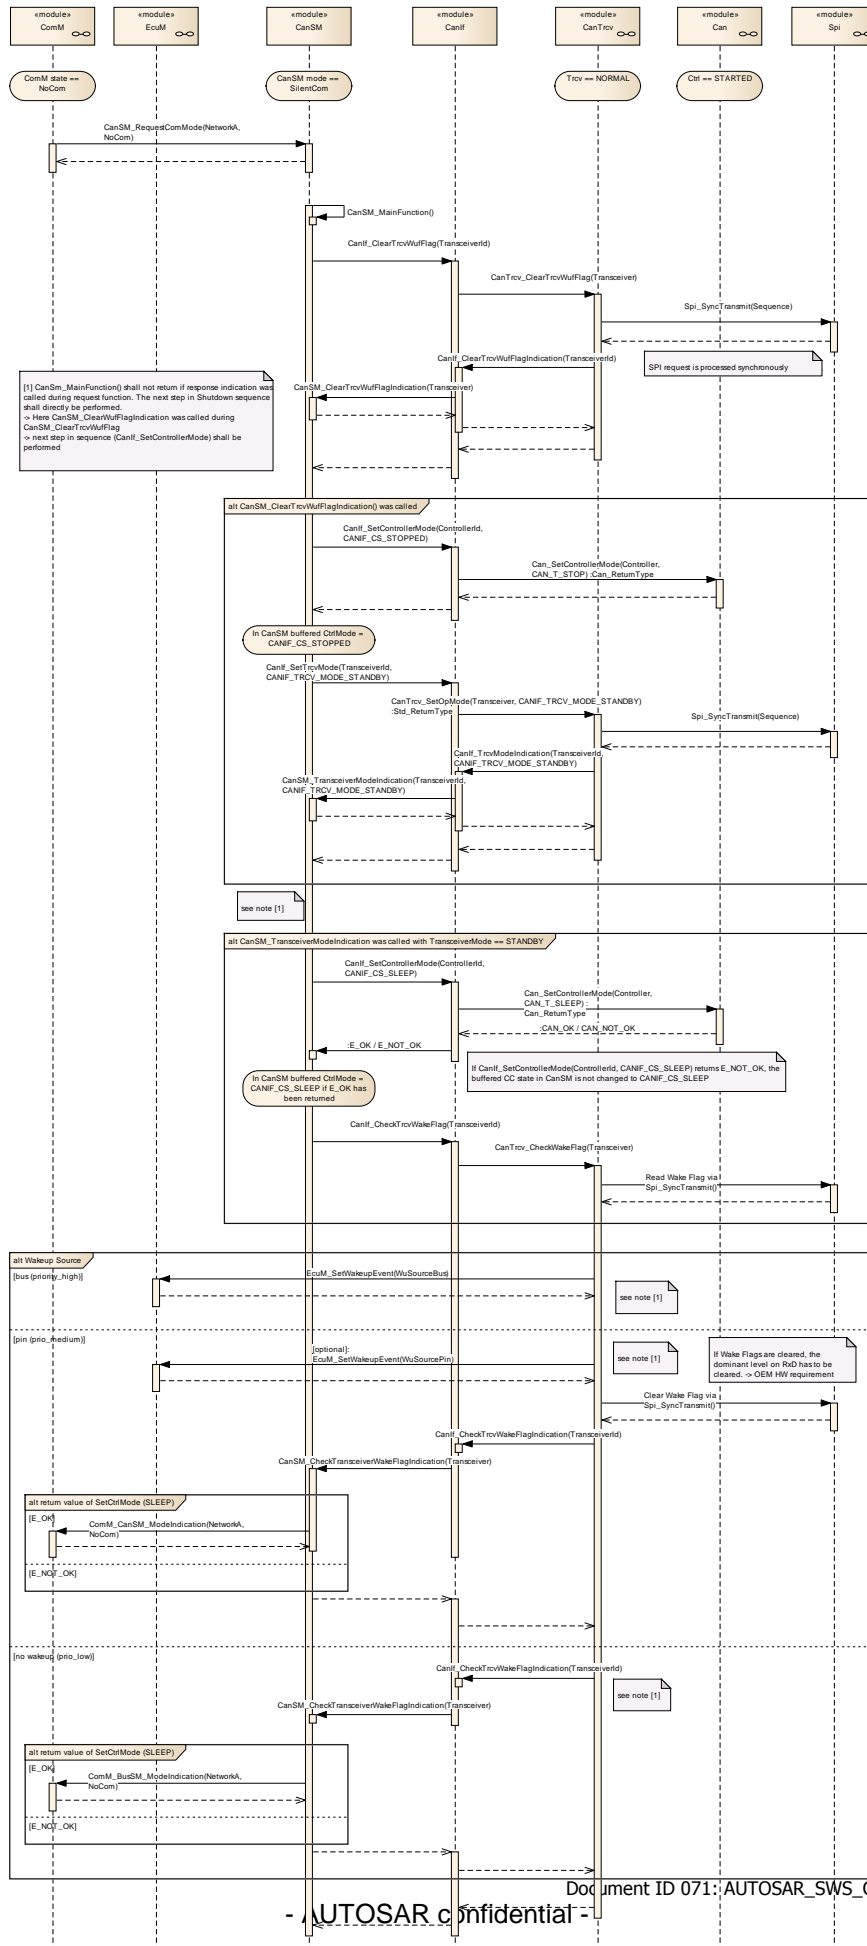 «module»
ComM
«module»
EcuM
«module»
CanSM
«module»
CanIf
«module»
CanTrcv
«module»
Can
«module»
Spi
ComM state ==
NoCom
CanSM mode ==
SilentCom
Trcv == NORMAL
Ctrl == STARTED
CanSM_RequestComMode(NetworkA,
NoCom)
CanSM_MainFunction()
CanIf_ClearTrcvWufFlag(TransceiverId)
CanTrcv_ClearTrcvWufFlag(Transceiver)
Spi_SyncTransmit(Sequence)
CanIf_ClearTrcvWufFlagIndication(TransceiverId)
SPI request is processed synchronously
[1] CanSm_MainFunction() shall not return if response indication was
called during request function. The next step in Shutdown sequence
shall directly be performed.
-> Here CanSM_ClearWufFlagIndication was called during
CanSM_ClearTrcvWufFlag
-> next step in sequence (CanIf_SetControllerMode) shall be
performed
CanSM_ClearTrcvWufFlagIndication(Transceiver)
alt CanSM_ClearTrcvWufFlagIndication() was called
CanIf_SetControllerMode(ControllerId,
CANIF_CS_STOPPED)
Can_SetControllerMode(Controller,
CAN_T_STOP) :Can_ReturnType
In CanSM buffered CtrlMode =
CANIF_CS_STOPPED
CanIf_SetTrcvMode(TransceiverId,
CANIF_TRCV_MODE_STANDBY)
CanTrcv_SetOpMode(Transceiver, CANIF_TRCV_MODE_STANDBY)
:Std_ReturnType
Spi_SyncTransmit(Sequence)
CanIf_TrcvModeIndication(TransceiverId,
CANIF_TRCV_MODE_STANDBY)
CanSM_TransceiverModeIndication(TransceiverId,
CANIF_TRCV_MODE_STANDBY)
see note [1]
alt CanSM_TransceiverModeIndication was called with TransceiverMode == STANDBY
CanIf_SetControllerMode(ControllerId,
CANIF_CS_SLEEP)
Can_SetControllerMode(Controller,
CAN_T_SLEEP) :
Can_ReturnType
:CAN_OK / CAN_NOT_OK
:E_OK / E_NOT_OK
If CanIf_SetControllerMode(ControllerId, CANIF_CS_SLEEP) returns E_NOT_OK, the
buffered CC state in CanSM is not changed to CANIF_CS_SLEEP
In CanSM buffered CtrlMode =
CANIF_CS_SLEEP if E_OK has
been returned
CanIf_CheckTrcvWakeFlag(TransceiverId)
CanTrcv_CheckWakeFlag(Transceiver)
Read Wake Flag via
Spi_SyncTransmit()
alt Wakeup Source
[bus (priority_high)]
EcuM_SetWakeupEvent(WuSourceBus)
see note [1]
[pin (prio_medium)]
[optional]:
EcuM_SetWakeupEvent(WuSourcePin)
see note [1]
If Wake Flags are cleared, the
dominant level on RxD has to be
cleared. -> OEM HW requirement
Clear Wake Flag via
Spi_SyncTransmit()
CanIf_CheckTrcvWakeFlagIndication(TransceiverId)
CanSM_CheckTransceiverWakeFlagIndication(Transceiver)
alt return value of SetCtrlMode (SLEEP)
[E_OK]
ComM_CanSM_ModeIndication(NetworkA,
NoCom)
[E_NOT_OK]
[no wakeup (prio_low)]
CanIf_CheckTrcvWakeFlagIndication(TransceiverId)
see note [1]
CanSM_CheckTransceiverWakeFlagIndication(Transceiver)
alt return value of SetCtrlMode (SLEEP)
[E_OK]
ComM_BusSM_ModeIndication(NetworkA,
NoCom)
[E_NOT_OK]
Document ID 071: AUTOSAR_SWS_C
- AUTOSAR confidential -